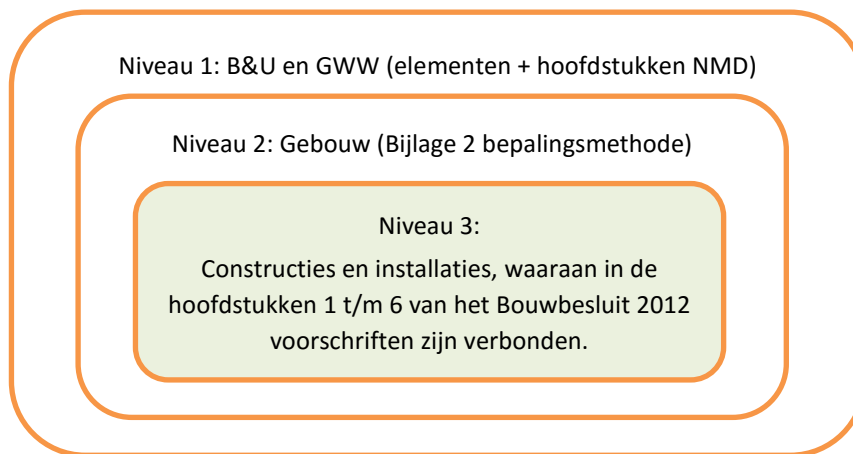 Niveau 1: B&U en GWW (elementen + hoofdstukken NMD)
Niveau 2: Gebouw (Bijlage 2 bepalingsmethode)
Niveau 3:
Constructies en installaties, waaraan in de
hoofdstukken 1 t/m 6 van het Bouwbesluit 2012
voorschriften zijn verbonden.